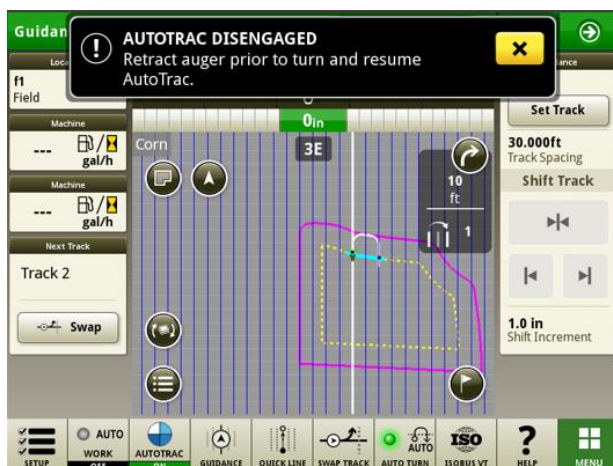 Guidan
AUTOTRAC DISENGAGED
Retract auger prior to turn and resume
AutoTrac.
f1
Field
Machine
---
gal/h
Machine
---
gal/h
Next Track
Track 2
Swap
0in
Corn
3E
10
ft
1
Set Track
30.000ft
Track Spacing
Shift Track
1.0 in
Shift Increment
SETUP
AUTO
WORK
OFF
AUTOTRAC
ON
GUIDANCE
QUICK LINE
SWAP TRACK
AUTO
AUTO TURN
ISO
ISOBUS VT
?
HELP
MENU